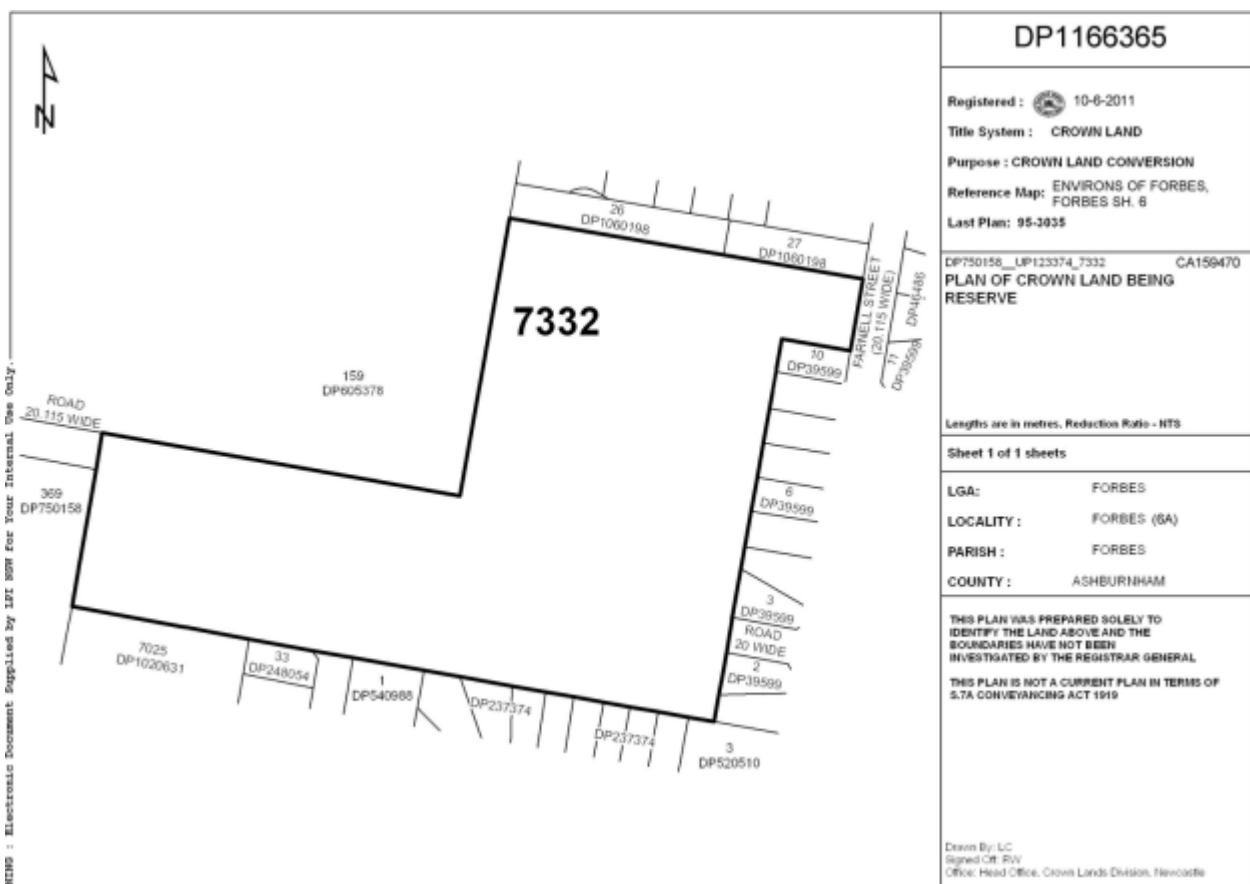 DP1166365
Registered : 10-6-2011
Title System : CROWN LAND
Purpose : CROWN LAND CONVERSION
Reference Map: ENVIRONS OF FORBES,
FORBES SH. 6
Last Plan: 95-3035
DP750158__UP123374_7332 CA159470
PLAN OF CROWN LAND BEING
RESERVE
Lengths are in metres. Reduction Ratio - NTS
Sheet 1 of 1 sheets
LGA: FORBES
LOCALITY : FORBES (6A)
PARISH : FORBES
COUNTY : ASHBURNHAM
THIS PLAN WAS PREPARED SOLELY TO
IDENTIFY THE LAND ABOVE AND THE
BOUNDARIES HAVE NOT BEEN
INVESTIGATED BY THE REGISTRAR GENERAL
THIS PLAN IS NOT A CURRENT PLAN IN TERMS OF
S.7A CONVEYANCING ACT 1919
Drawn By: LC
Signed Off: RW
Office: Head Office, Crown Lands Division, Newcastle
N
26
DP1060198
27
DP1060198
FARNELL STREET
(20.115 WIDE)
DP46486
11
DP39599
7332
10
DP39599
159
DP605378
ROAD
20.115 WIDE
369
DP750158
6
DP39599
3
DP39599
ROAD
20 WIDE
2
DP39599
7025
DP1020631
33
DP248054
1
DP540988
DP237374
DP237374
3
DP520510
: Electronic Document Supplied by LPI NSW for Your Internal Use Only.